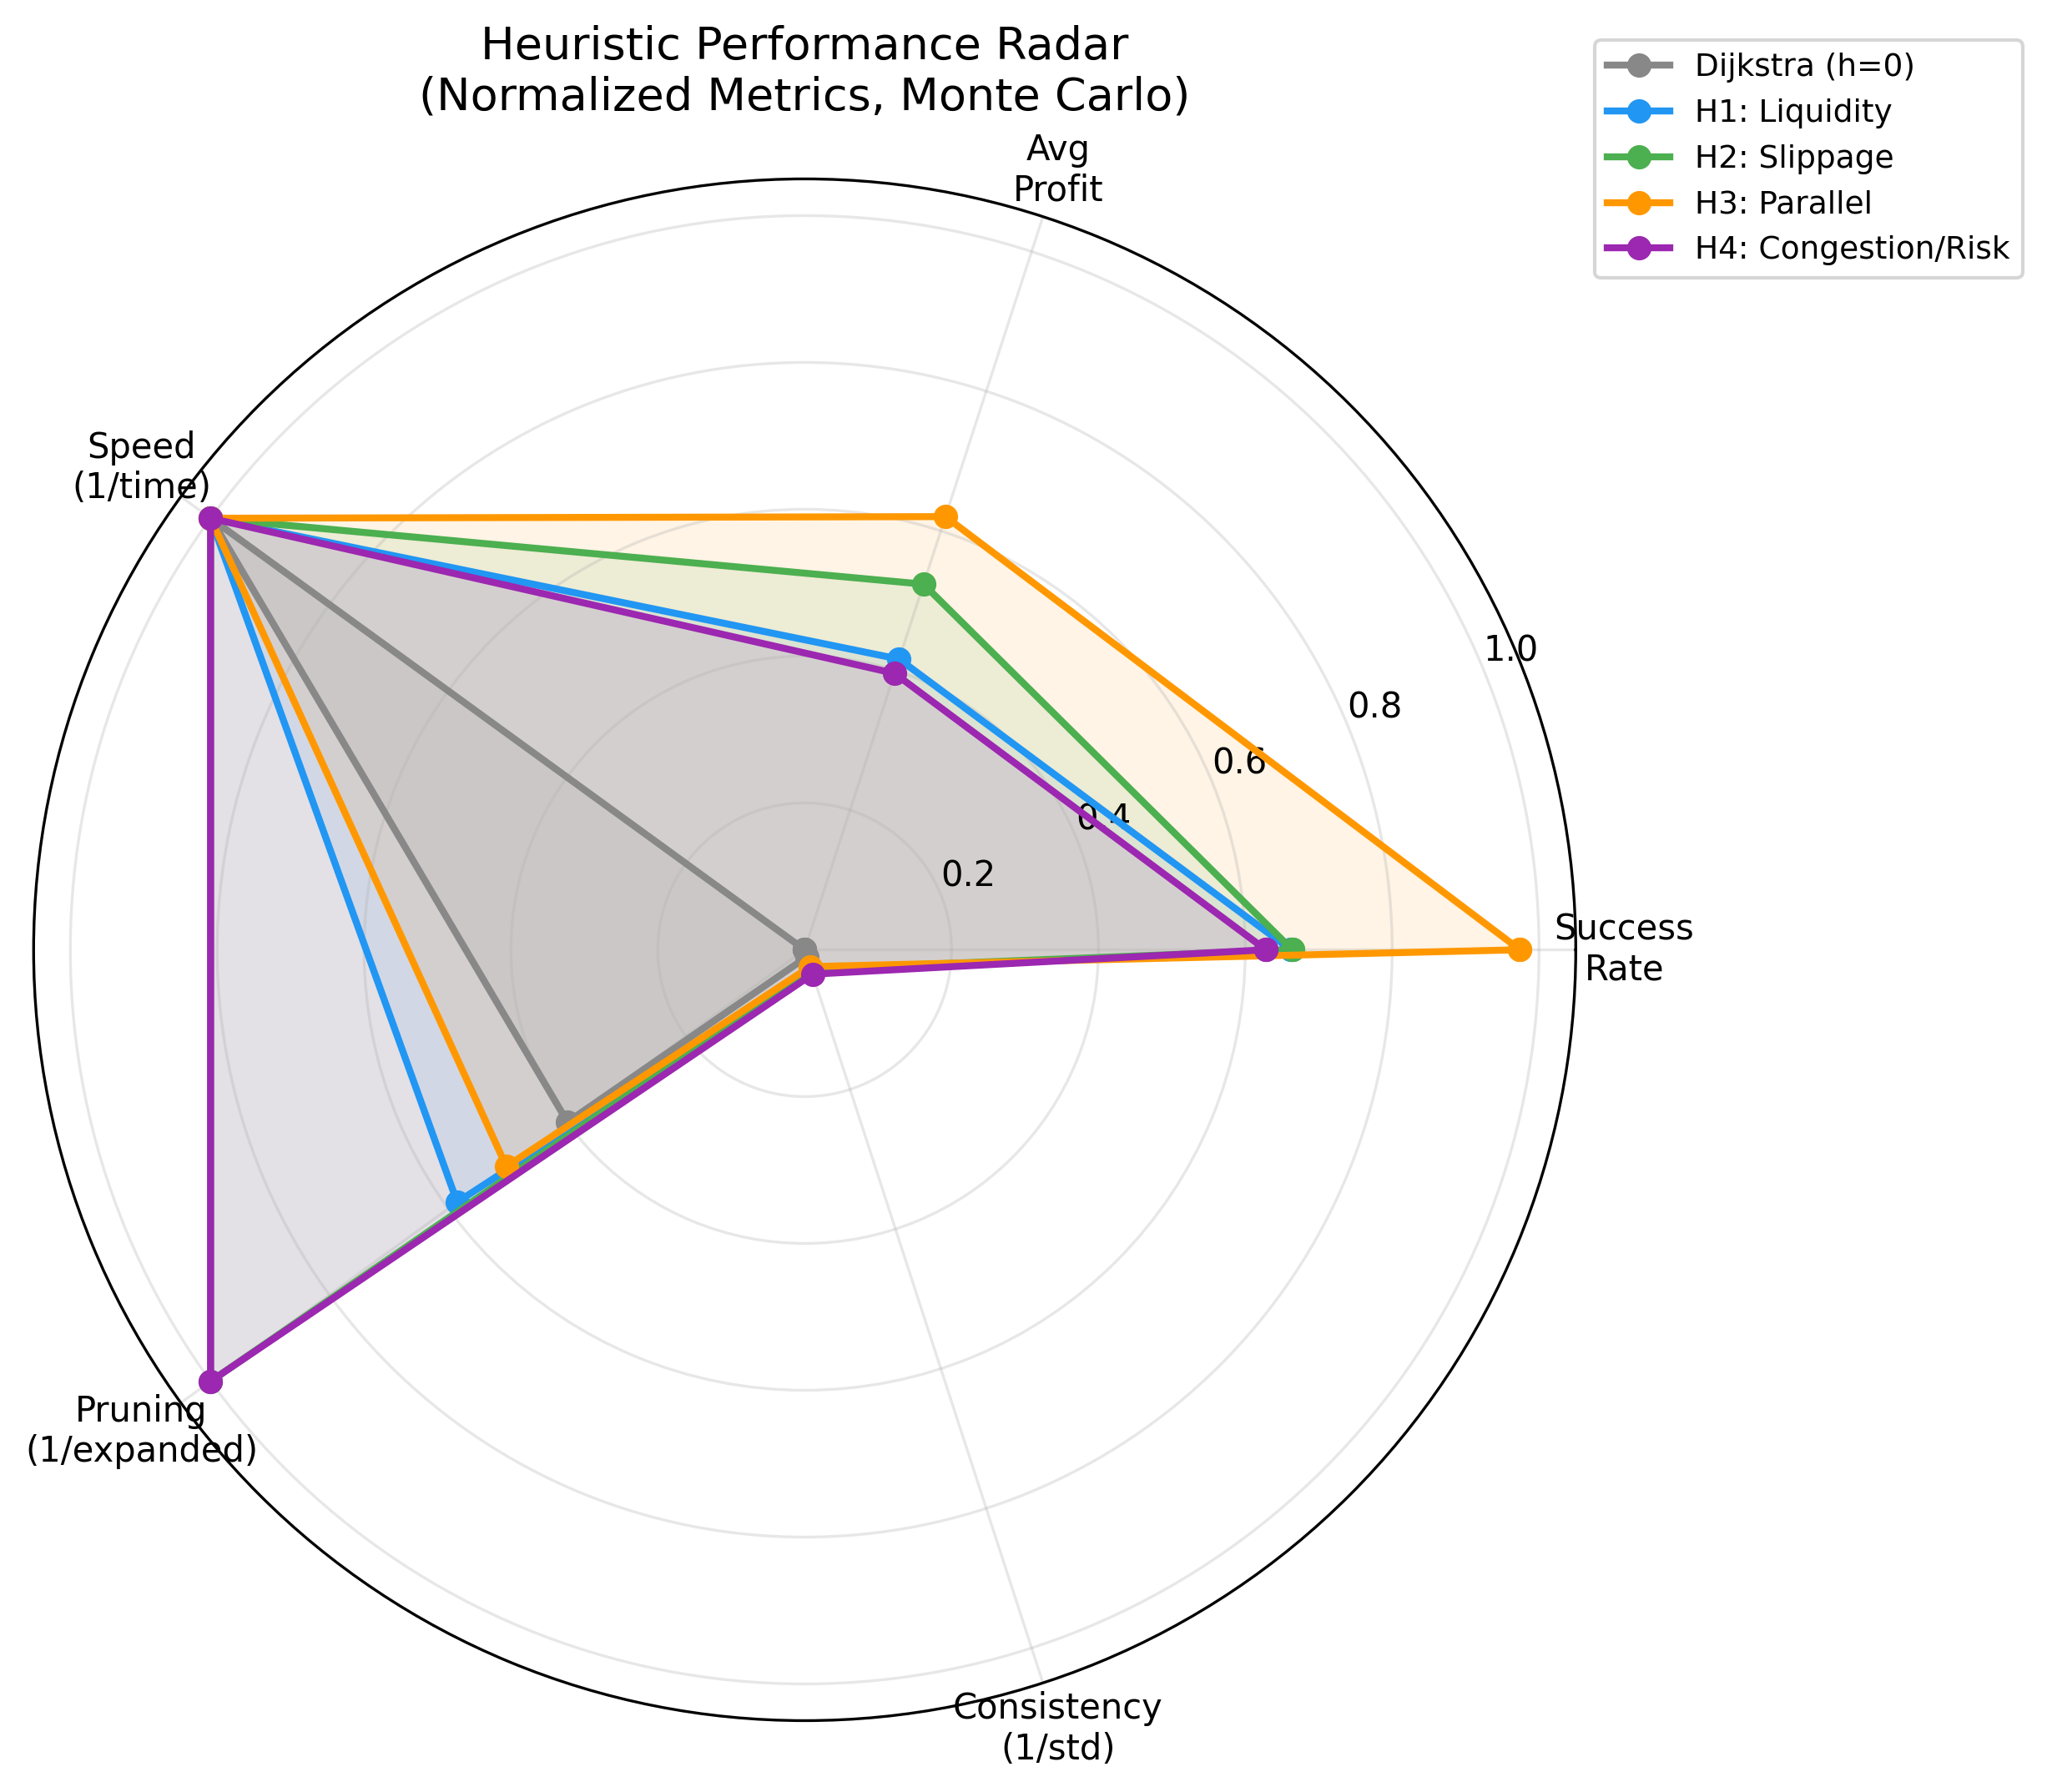 Heuristic Performance Radar
(Normalized Metrics, Monte Carlo)
Dijkstra (h=0)
H1: Liquidity
H2: Slippage
H3: Parallel
H4: Congestion/Risk
Avg
Profit
Speed
(1/time)
1.0
0.8
0.6
0.4
0.2
Success
Rate
Pruning
(1/expanded)
Consistency
(1/std)